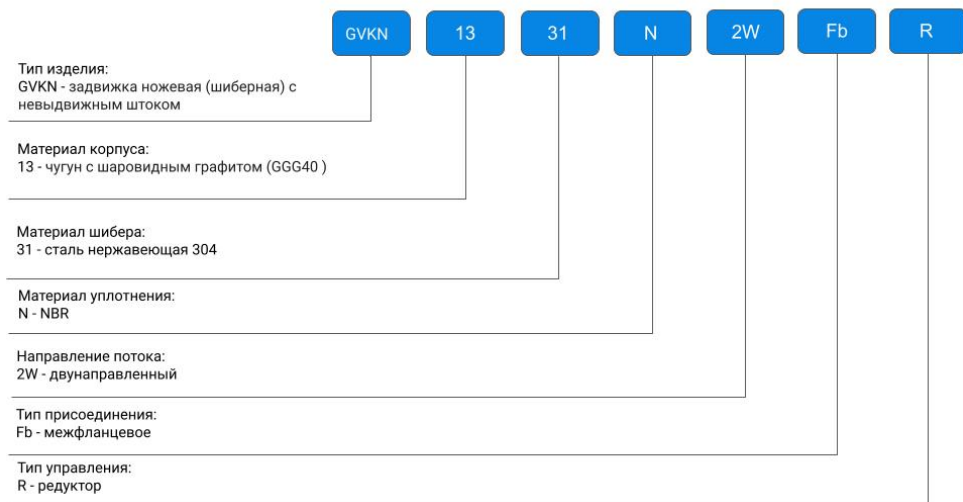 GVKN 13 31 N 2W Fb R
Тип изделия:
GVKN - задвижка ножевая (шиберная) с
невыдвижным штоком
Материал корпуса:
13 - чугун с шаровидным графитом (GGG40 )
Материал шибера:
31 - сталь нержавеющая 304
Материал уплотнения:
N - NBR
Направление потока:
2W - двунаправленный
Тип присоединения:
Fb - межфланцевое
Тип управления:
R - редуктор